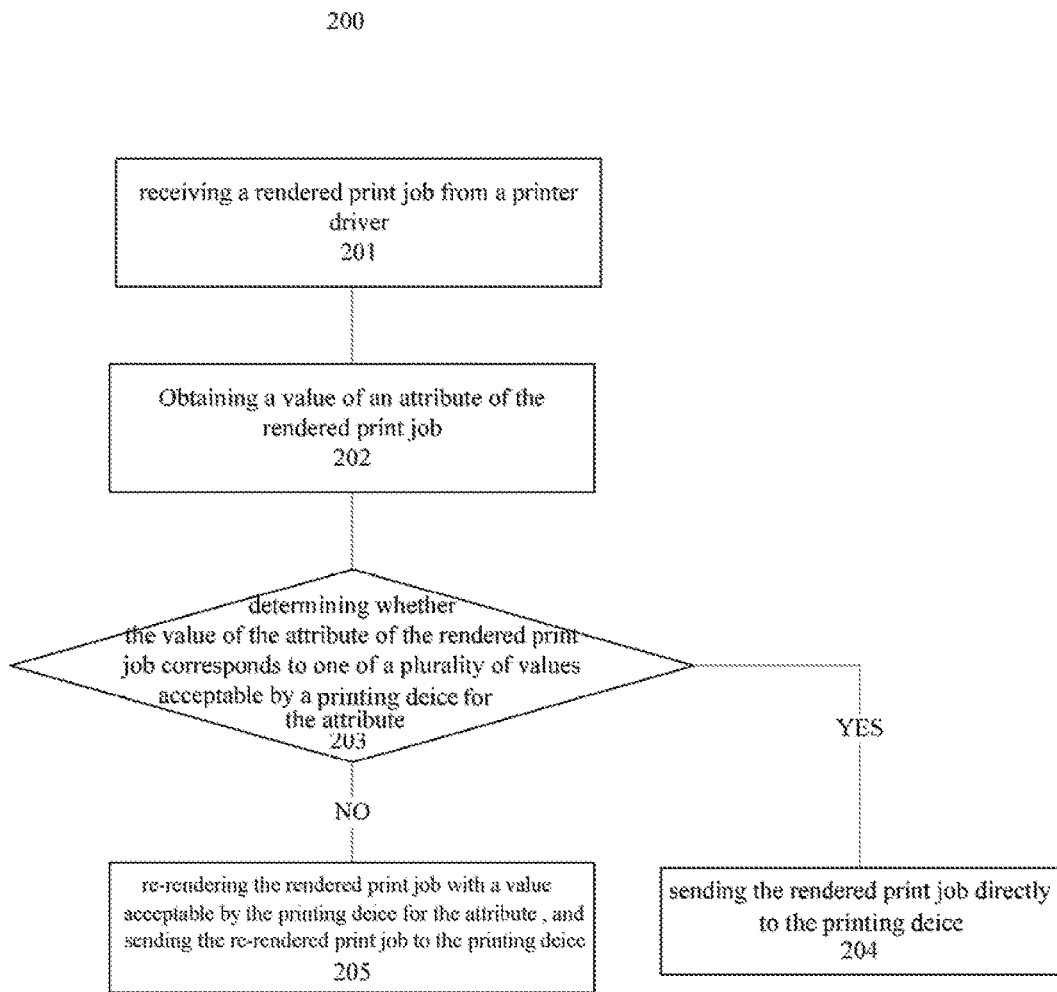 200
receiving a rendered print job from a printer
driver
201
Obtaining a value of an attribute of the
rendered print job
202
determining whether
the value of the attribute of the rendered print
job corresponds to one of a plurality of values
acceptable by a printing deice for
the attribute
203
YES
NO
re-rendering the rendered print job with a value
acceptable by the printing deice for the attribute , and
sending the re-rendered print job to the printing deice
205
sending the rendered print job directly
to the printing deice
204